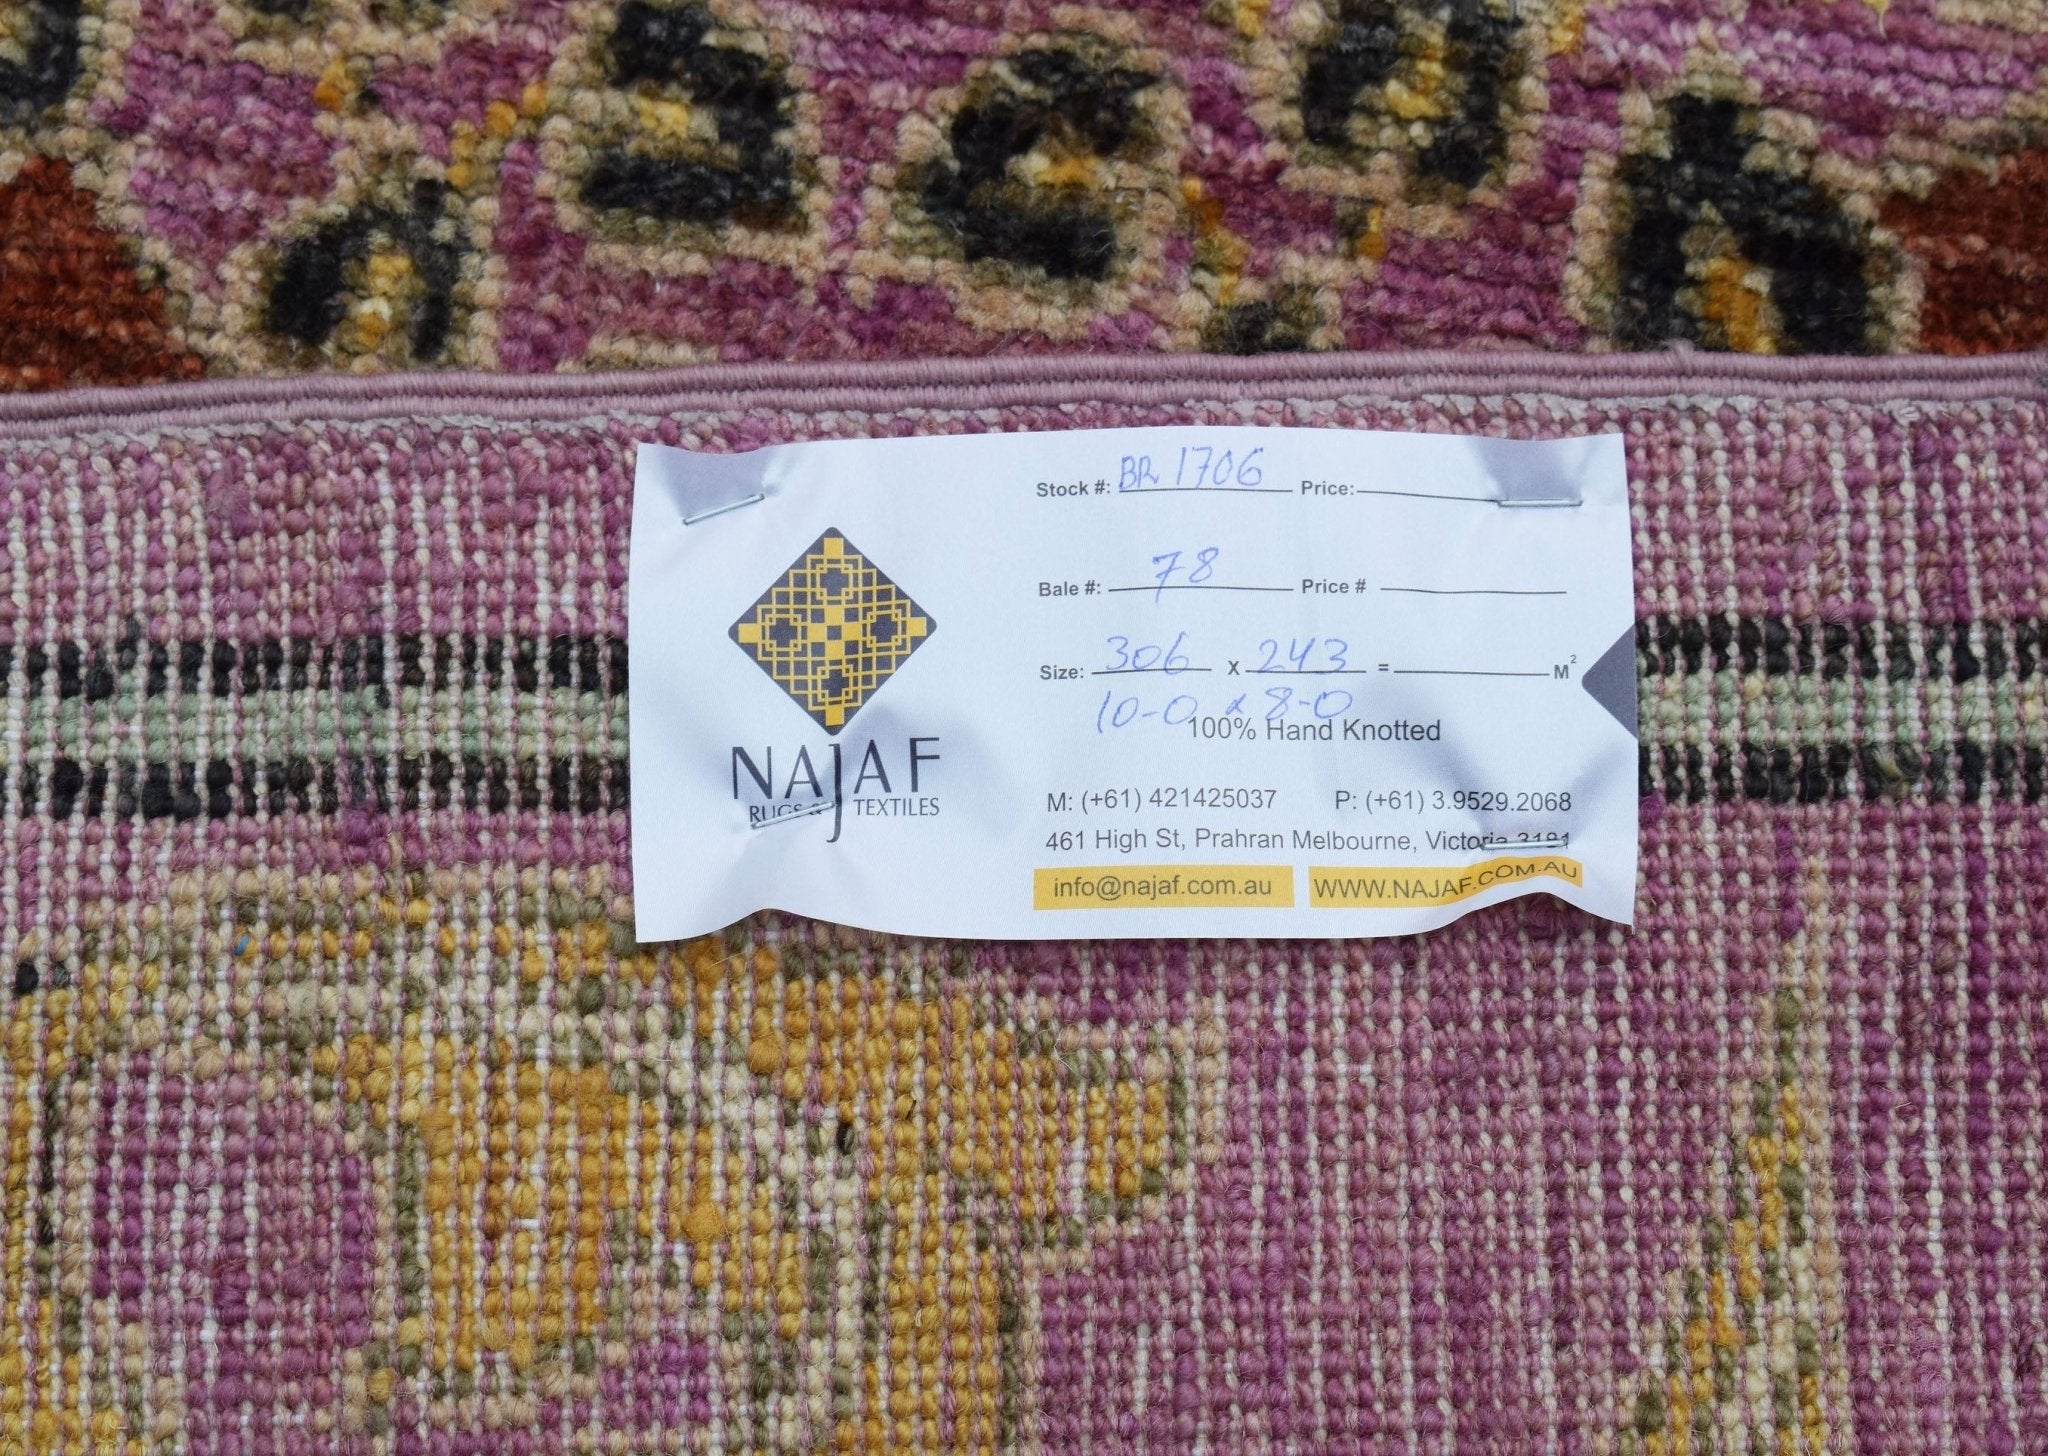 Stock #: BR 1706 Price:
Bale #: 78 Price #
Size: 306 X 243 = M²
10-0 x 8-0
100% Hand Knotted
NAJAF
RUGS & TEXTILES
M: (+61) 421425037 P: (+61) 3.9529.2068
461 High St, Prahran Melbourne, Victoria 3181
info@najaf.com.au WWW.NAJAF.COM.AU